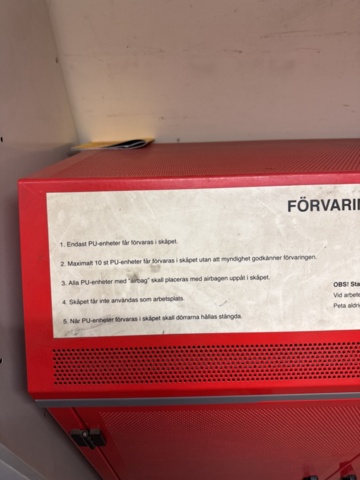 FÖRVARIN
1. Endast PU-enheter får förvaras i skåpet.
2. Maximalt 10 st PU-enheter får förvaras i skåpet utan att myndighet godkänner förvaringen.
3. Alla PU-enheter med "airbag" skall placeras med airbagen uppåt i skåpet.
4. Skåpet får inte användas som arbetsplats.
5. När PU-enheter förvaras i skåpet skall dörrarna hållas stängda.
OBS! Sta
Vid arbete
Peta aldri